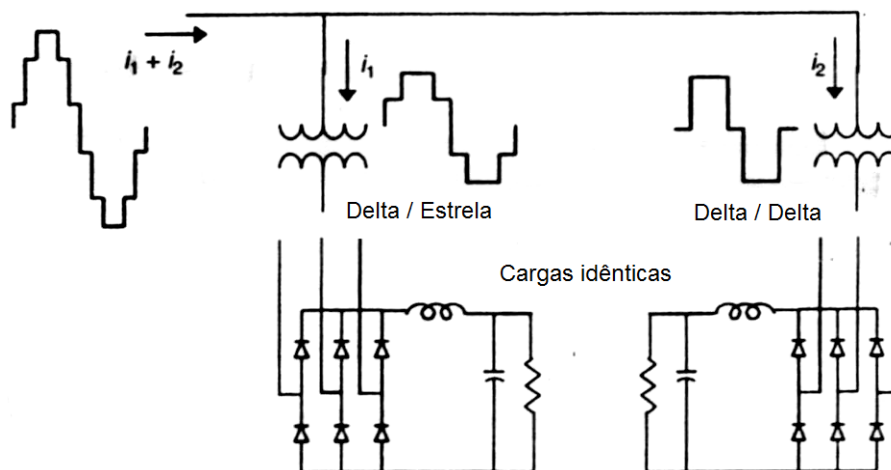 i₁ + i₂
i₁
i₂
Delta / Estrela
Delta / Delta
Cargas idênticas